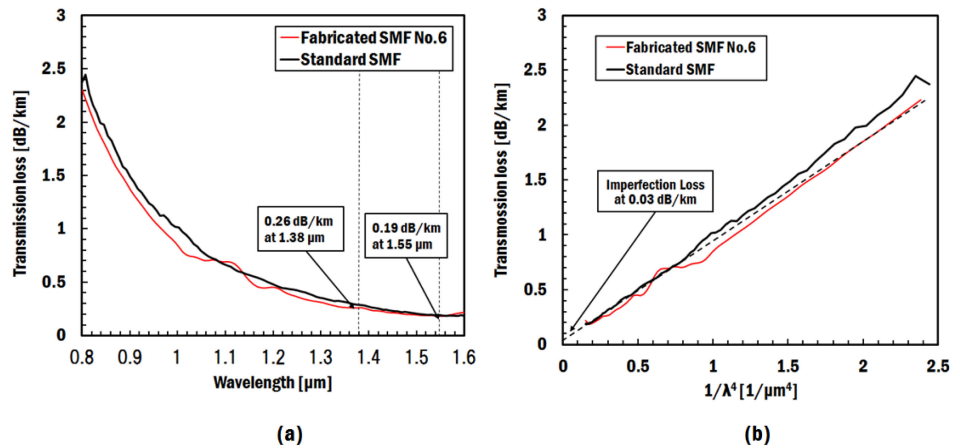 Transmission loss [dB/km]
3
2.5
2
1.5
1
0.5
0
Fabricated SMF No.6
Standard SMF
0.26 dB/km
at 1.38 µm
0.19 dB/km
at 1.55 µm
0.8 0.9 1 1.1 1.2 1.3 1.4 1.5 1.6
Wavelength [µm]
(a)
Transmossion loss [dB/km]
3
2.5
2
1.5
1
0.5
0
Fabricated SMF No.6
Standard SMF
Imperfection Loss
at 0.03 dB/km
0 0.5 1 1.5 2 2.5
1/λ⁴ [1/µm⁴]
(b)